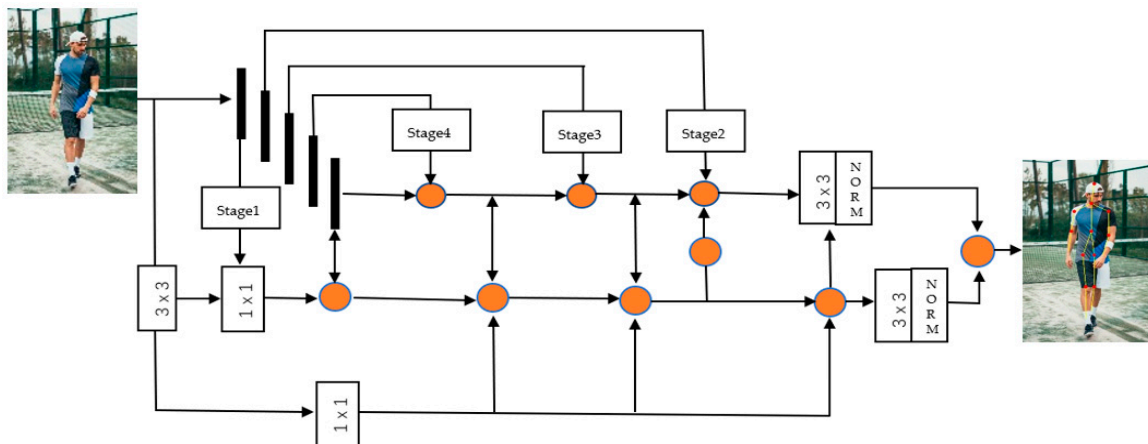 Stage4
Stage3
Stage2
Stage1
3 x 3
NORM
3 x 3
1 x 1
3 x 3
NORM
1 x 1